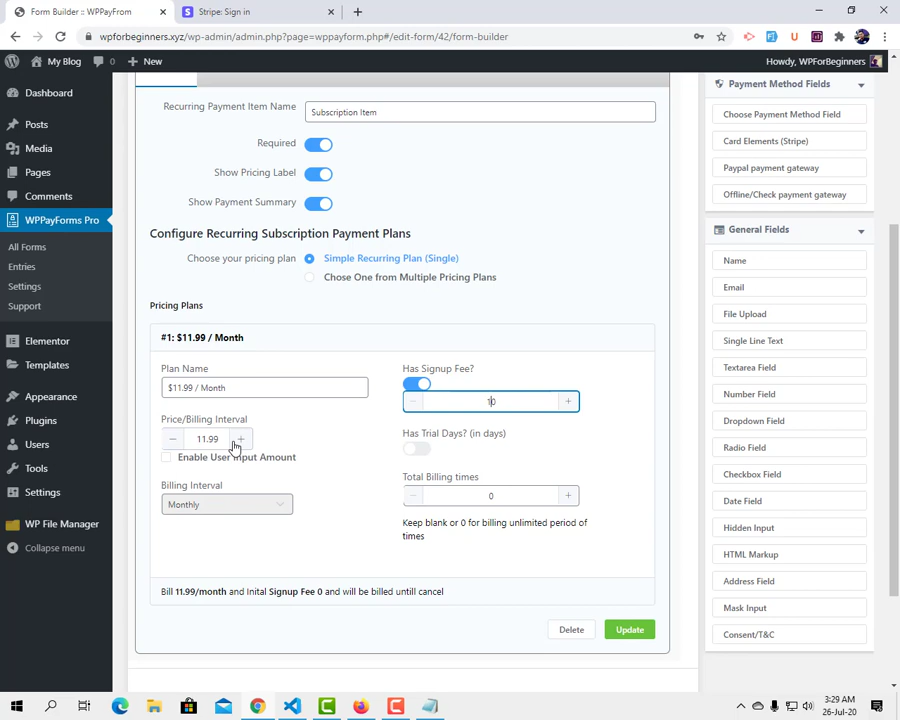 Form Builder :: WPPayFrom
Stripe: Sign in
wpforbeginners.xyz/wp-admin/admin.php?page=wppayform.php#/edit-form/42/form-builder
My Blog
0
New
Howdy, WPForBeginners
Dashboard
Posts
Media
Pages
Comments
WPPayForms Pro
All Forms
Entries
Settings
Support
Elementor
Templates
Appearance
Plugins
Users
Tools
Settings
WP File Manager
Collapse menu
Recurring Payment Item Name
Subscription Item
Required
Show Pricing Label
Show Payment Summary
Configure Recurring Subscription Payment Plans
Choose your pricing plan
Simple Recurring Plan (Single)
Chose One from Multiple Pricing Plans
Pricing Plans
#1: $11.99 / Month
Plan Name
$11.99 / Month
Price/Billing Interval
11.99
Enable User Input Amount
Billing Interval
Monthly
Has Signup Fee?
10
Has Trial Days? (in days)
Total Billing times
0
Keep blank or 0 for billing unlimited period of
times
Bill 11.99/month and Inital Signup Fee 0 and will be billed untill cancel
Delete
Update
Payment Method Fields
Choose Payment Method Field
Card Elements (Stripe)
Paypal payment gateway
Offline/Check payment gateway
General Fields
Name
Email
File Upload
Single Line Text
Textarea Field
Number Field
Dropdown Field
Radio Field
Checkbox Field
Date Field
Hidden Input
HTML Markup
Address Field
Mask Input
Consent/T&C
3:29 AM
26-Jul-20